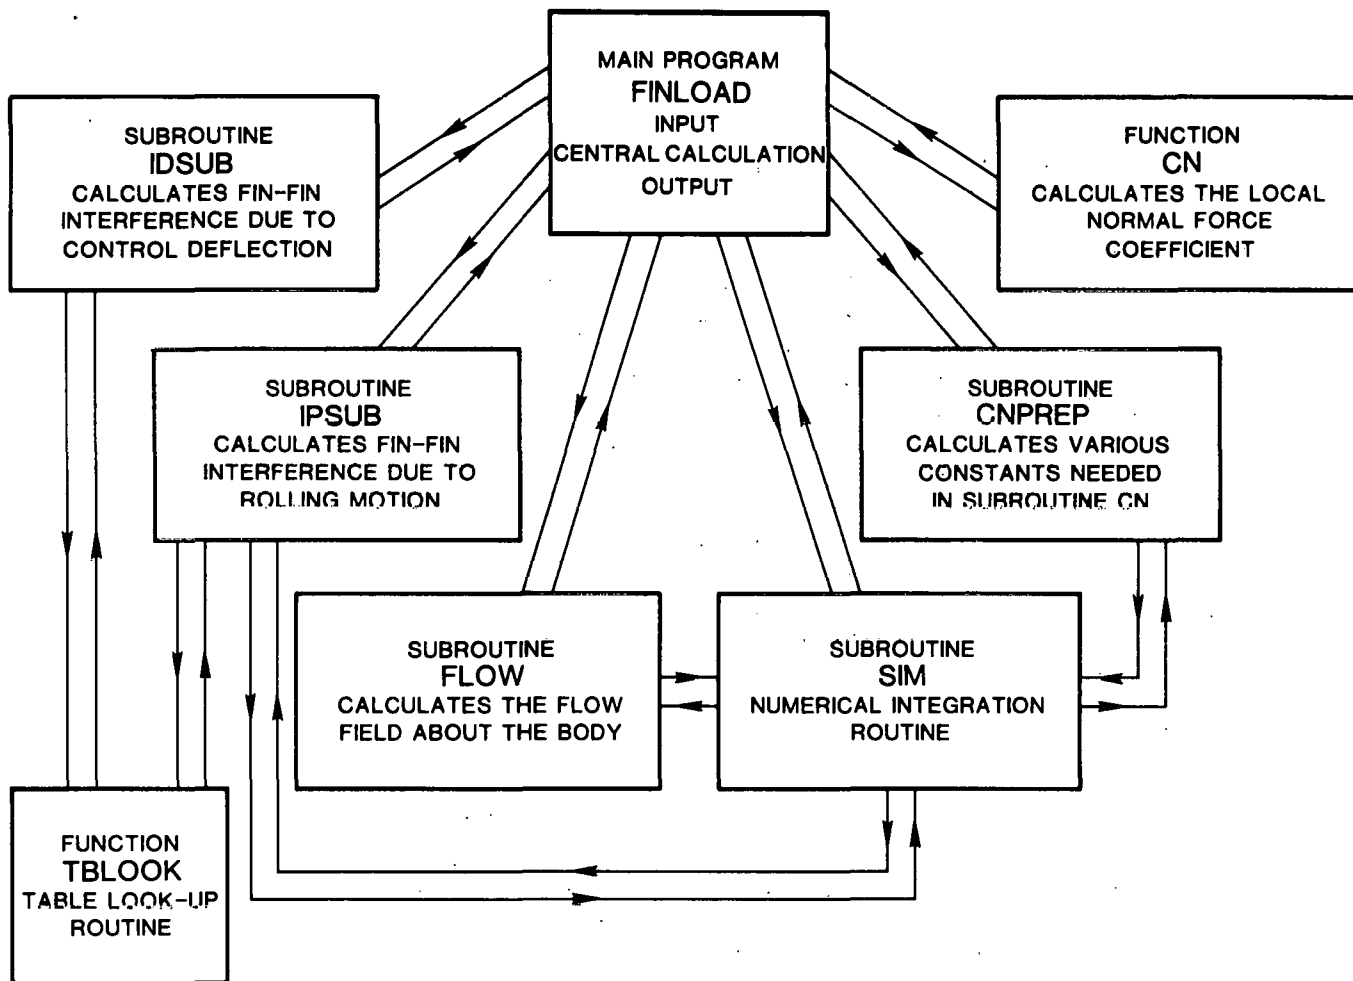 MAIN PROGRAM
FINLOAD
INPUT
CENTRAL CALCULATION
OUTPUT
SUBROUTINE
IDSUB
CALCULATES FIN-FIN
INTERFERENCE DUE TO
CONTROL DEFLECTION
FUNCTION
CN
CALCULATES THE LOCAL
NORMAL FORCE
COEFFICIENT
SUBROUTINE
IPSUB
CALCULATES FIN-FIN
INTERFERENCE DUE TO
ROLLING MOTION
SUBROUTINE
CNPREP
CALCULATES VARIOUS
CONSTANTS NEEDED
IN SUBROUTINE CN
SUBROUTINE
FLOW
CALCULATES THE FLOW
FIELD ABOUT THE BODY
SUBROUTINE
SIM
NUMERICAL INTEGRATION
ROUTINE
FUNCTION
TBLOOK
TABLE LOOK-UP
ROUTINE